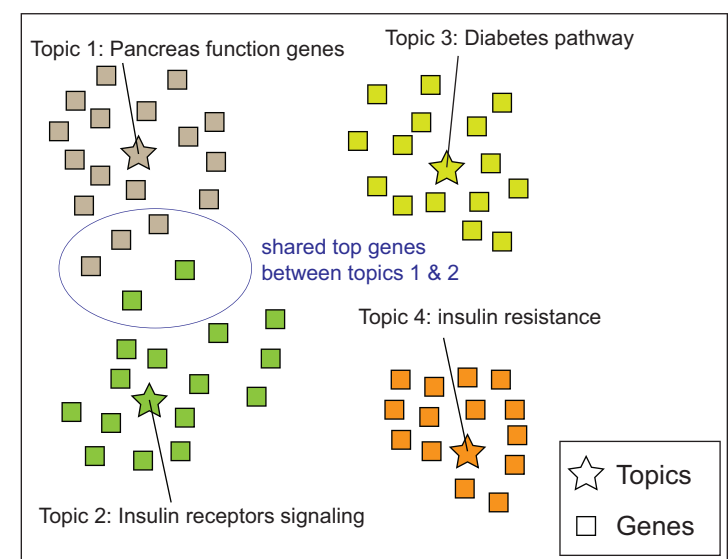 Topic 1: Pancreas function genes
Topic 3: Diabetes pathway
shared top genes
between topics 1 & 2
Topic 4: insulin resistance
Topic 2: Insulin receptors signaling
Topics
Genes